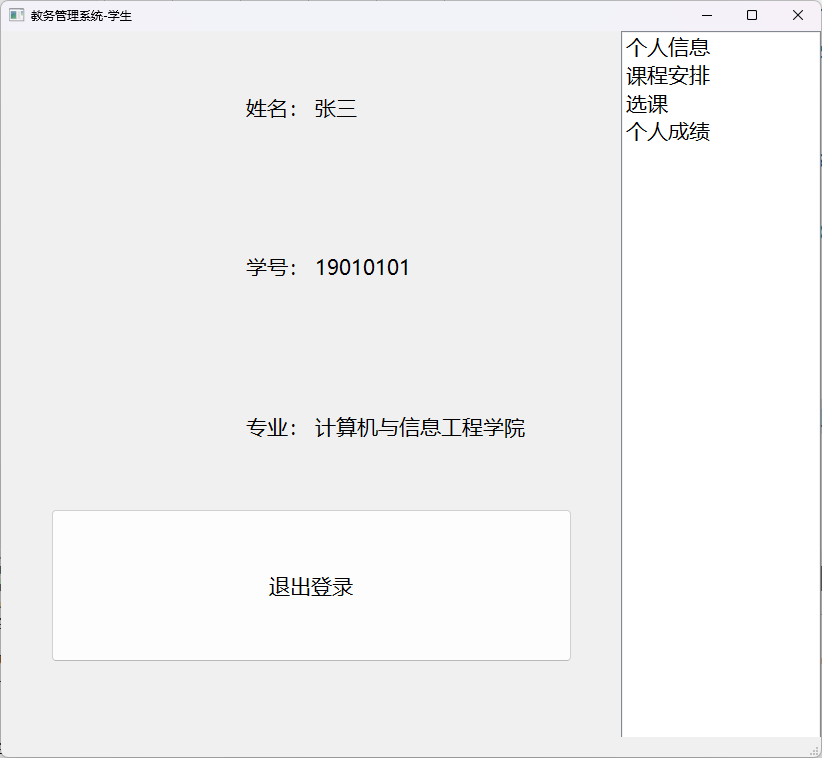 教务管理系统-学生
姓名： 张三
学号： 19010101
专业： 计算机与信息工程学院
退出登录
个人信息
课程安排
选课
个人成绩